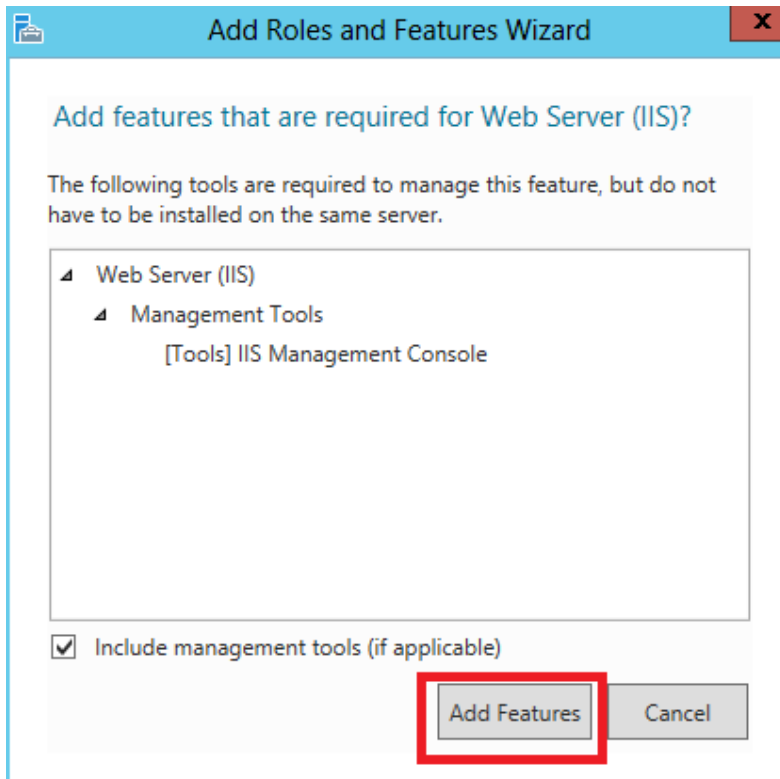 Add Roles and Features Wizard
x
Add features that are required for Web Server (IIS)?
The following tools are required to manage this feature, but do not
have to be installed on the same server.
Web Server (IIS)
Management Tools
[Tools] IIS Management Console
Include management tools (if applicable)
Add Features
Cancel